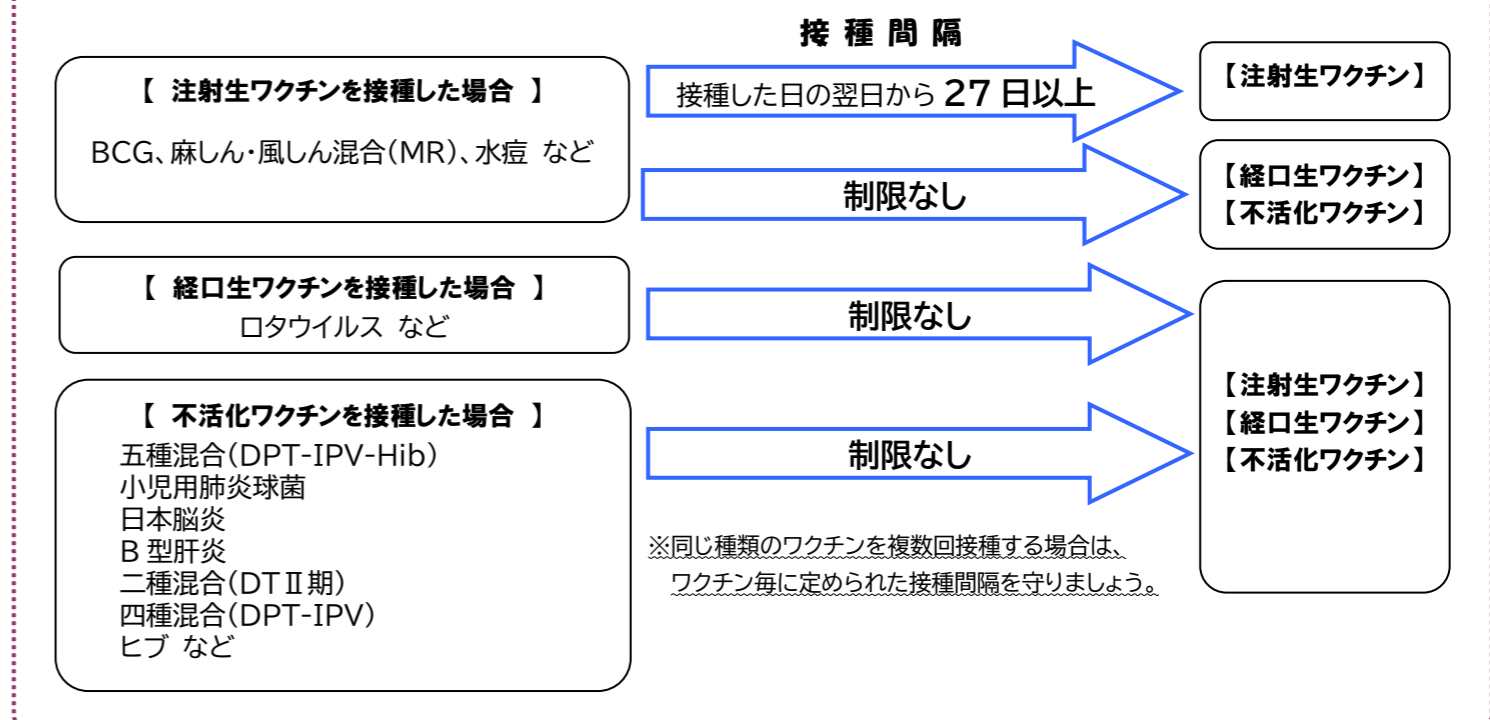 接種間隔
【 注射生ワクチンを接種した場合 】
BCG、麻しん・風しん混合(MR)、水痘 など
接種した日の翌日から 27 日以上
【注射生ワクチン】
制限なし
【経口生ワクチン】
【不活化ワクチン】
【 経口生ワクチンを接種した場合 】
ロタウイルス など
制限なし
【 不活化ワクチンを接種した場合 】
五種混合(DPT-IPV-Hib)
小児用肺炎球菌
日本脳炎
B 型肝炎
二種混合(DTⅡ期)
四種混合(DPT-IPV)
ヒブ など
制限なし
【注射生ワクチン】
【経口生ワクチン】
【不活化ワクチン】
※同じ種類のワクチンを複数回接種する場合は、
ワクチン毎に定められた接種間隔を守りましょう。